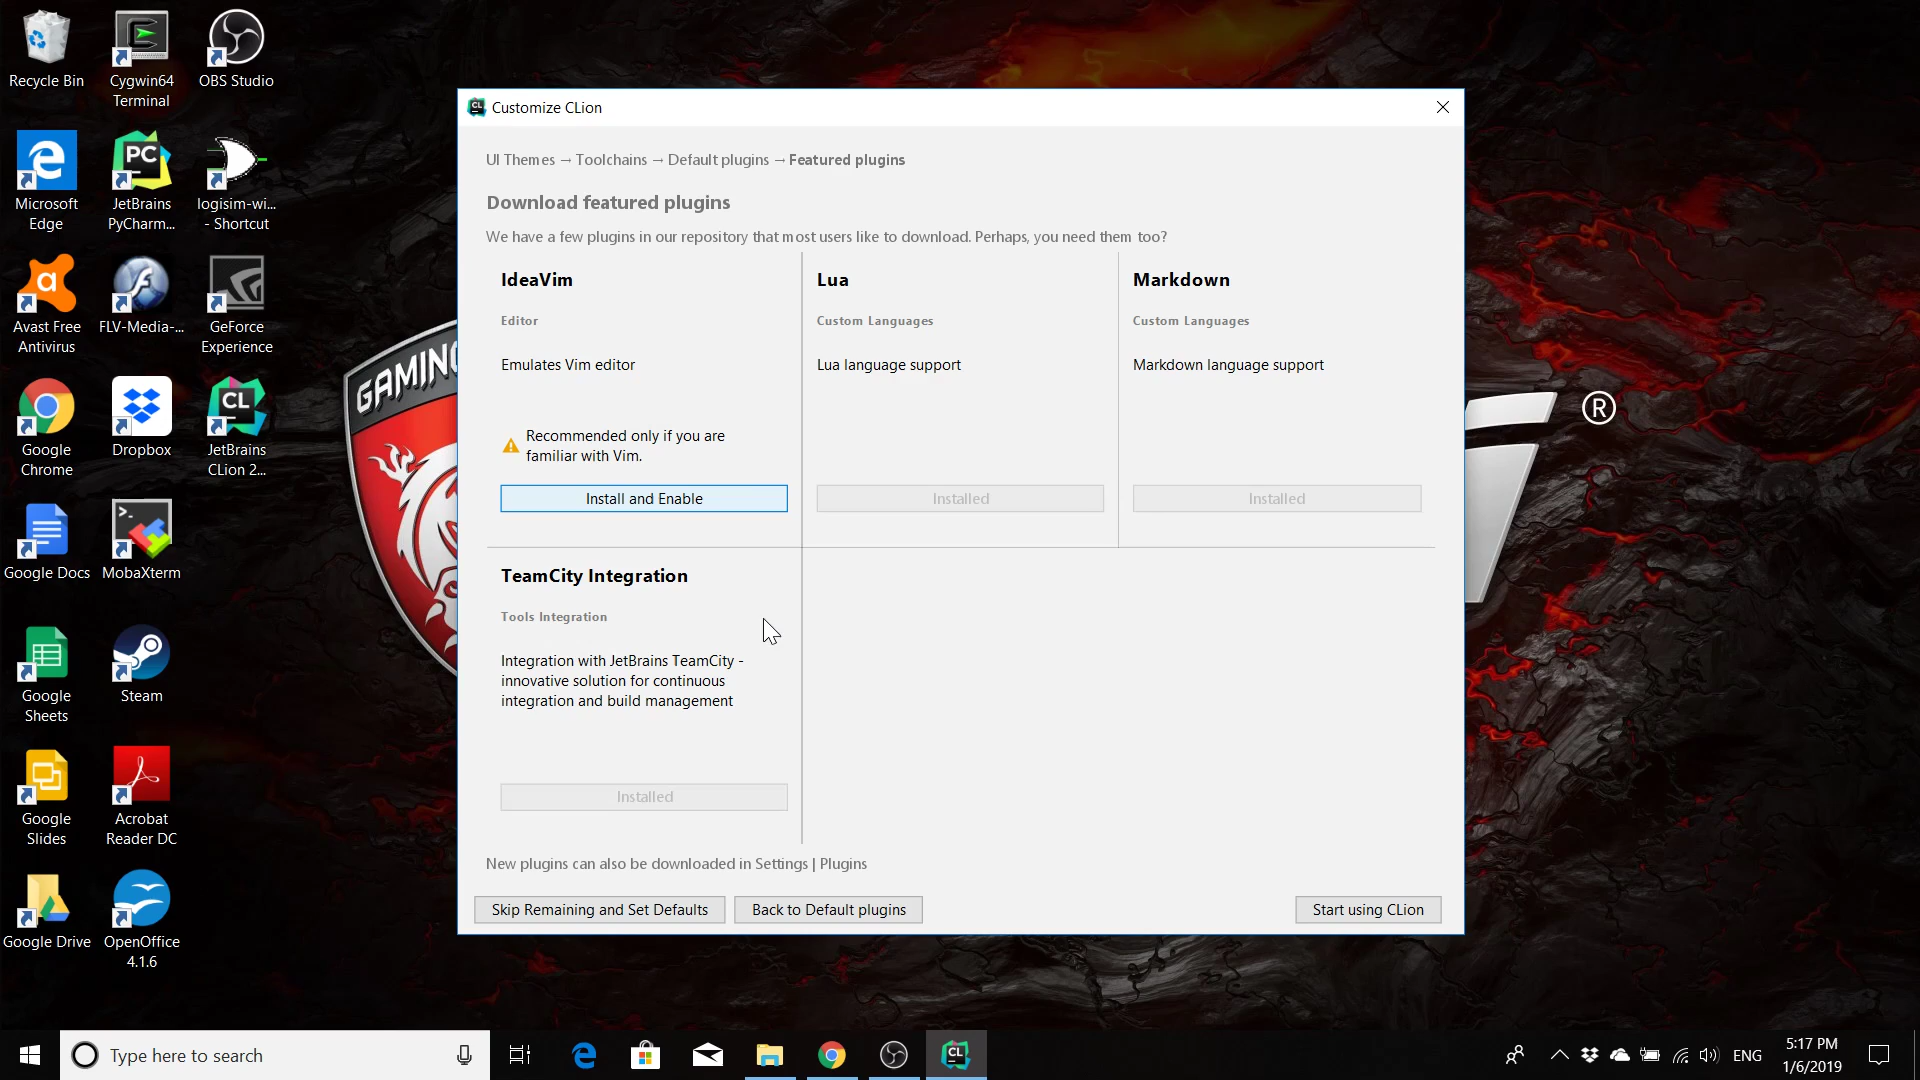 Recycle Bin
Cygwin64
Terminal
OBS Studio
Microsoft
Edge
JetBrains
PyCharm...
logisim-wi...
- Shortcut
Avast Free
Antivirus
FLV-Media-...
GeForce
Experience
Google
Chrome
Dropbox
JetBrains
CLion 2...
Google Docs
MobaXterm
Google
Sheets
Steam
Google
Slides
Acrobat
Reader DC
Google Drive
OpenOffice
4.1.6
PC
CL
GAMING
®
CL
Customize CLion
UI Themes → Toolchains → Default plugins → Featured plugins
Download featured plugins
We have a few plugins in our repository that most users like to download. Perhaps, you need them too?
IdeaVim
Editor
Emulates Vim editor
Recommended only if you are
familiar with Vim.
Install and Enable
Lua
Custom Languages
Lua language support
Installed
Markdown
Custom Languages
Markdown language support
Installed
TeamCity Integration
Tools Integration
Integration with JetBrains TeamCity -
innovative solution for continuous
integration and build management
Installed
New plugins can also be downloaded in Settings | Plugins
Skip Remaining and Set Defaults
Back to Default plugins
Start using CLion
Type here to search
CL
ENG
5:17 PM
1/6/2019